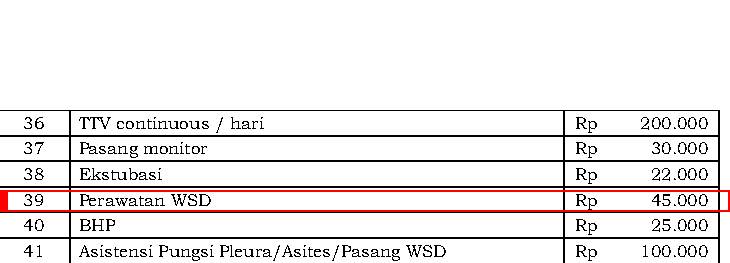 36 TTV continuous / hari Rp 200.000
37 Pasang monitor Rp 30.000
38 Ekstubasi Rp 22.000
39 Perawatan WSD Rp 45.000
40 BHP Rp 25.000
41 Asistensi Pungsi Pleura/Asites/Pasang WSD Rp 100.000